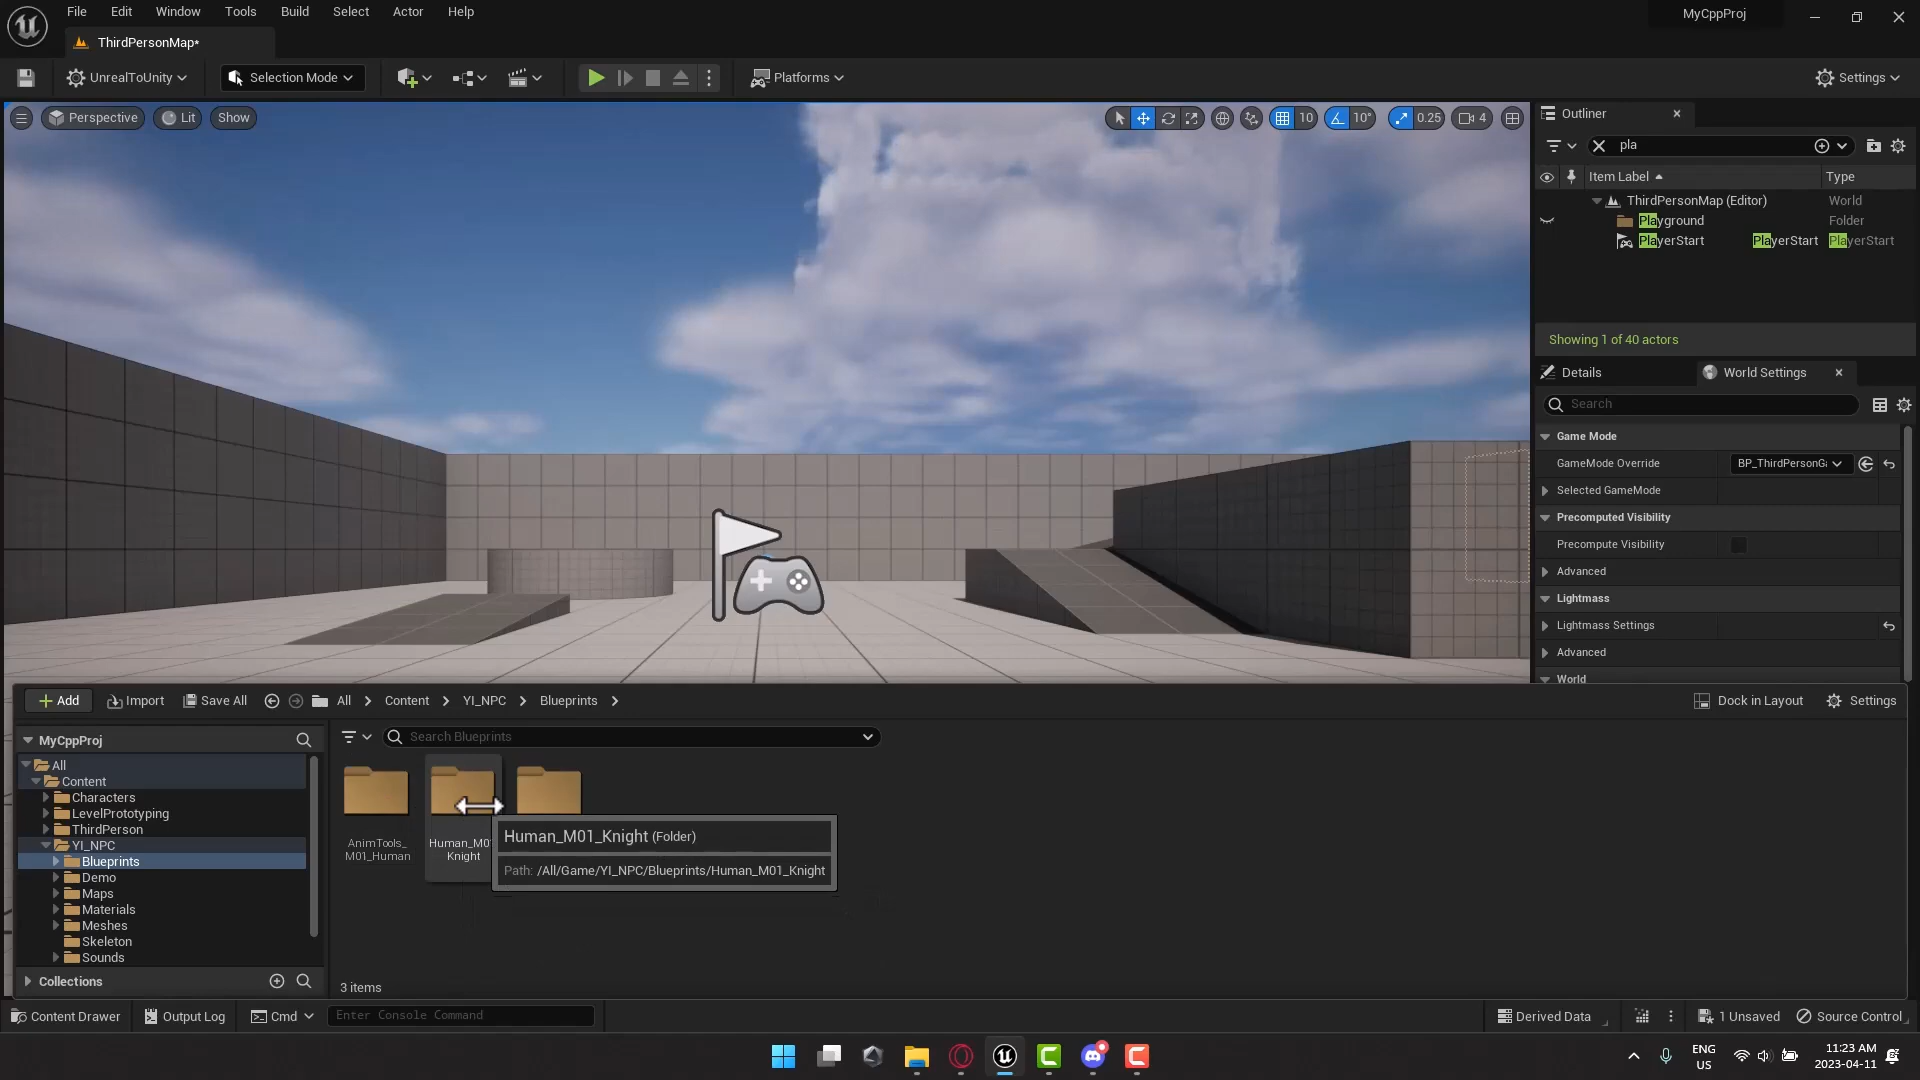 File Edit Window Tools Build Select Actor Help
MyCppProj
ThirdPersonMap*
UnrealToUnity
Selection Mode
Platforms
Settings
Perspective
Lit
Show
10
10°
0.25
4
Outliner
pla
Item Label
Type
ThirdPersonMap (Editor)
World
Playground
Folder
PlayerStart
PlayerStart
PlayerStart
Showing 1 of 40 actors
Details
World Settings
Search
Game Mode
GameMode Override
BP_ThirdPersonGa
Selected GameMode
Precomputed Visibility
Precompute Visibility
Advanced
Lightmass
Lightmass Settings
Advanced
World
Add
Import
Save All
All
Content
YI_NPC
Blueprints
Dock in Layout
Settings
MyCppProj
Search Blueprints
All
Content
Characters
LevelPrototyping
ThirdPerson
YI_NPC
Blueprints
Demo
Maps
Materials
Meshes
Skeleton
Sounds
Collections
AnimTools_
M01_Human
Human_M0
Knight
Human_M01_Knight (Folder)
Path: /All/Game/YI_NPC/Blueprints/Human_M01_Knight
3 items
Content Drawer
Output Log
Cmd
Enter Console Command
Derived Data
1 Unsaved
Source Control
ENG
US
11:23 AM
2023-04-11